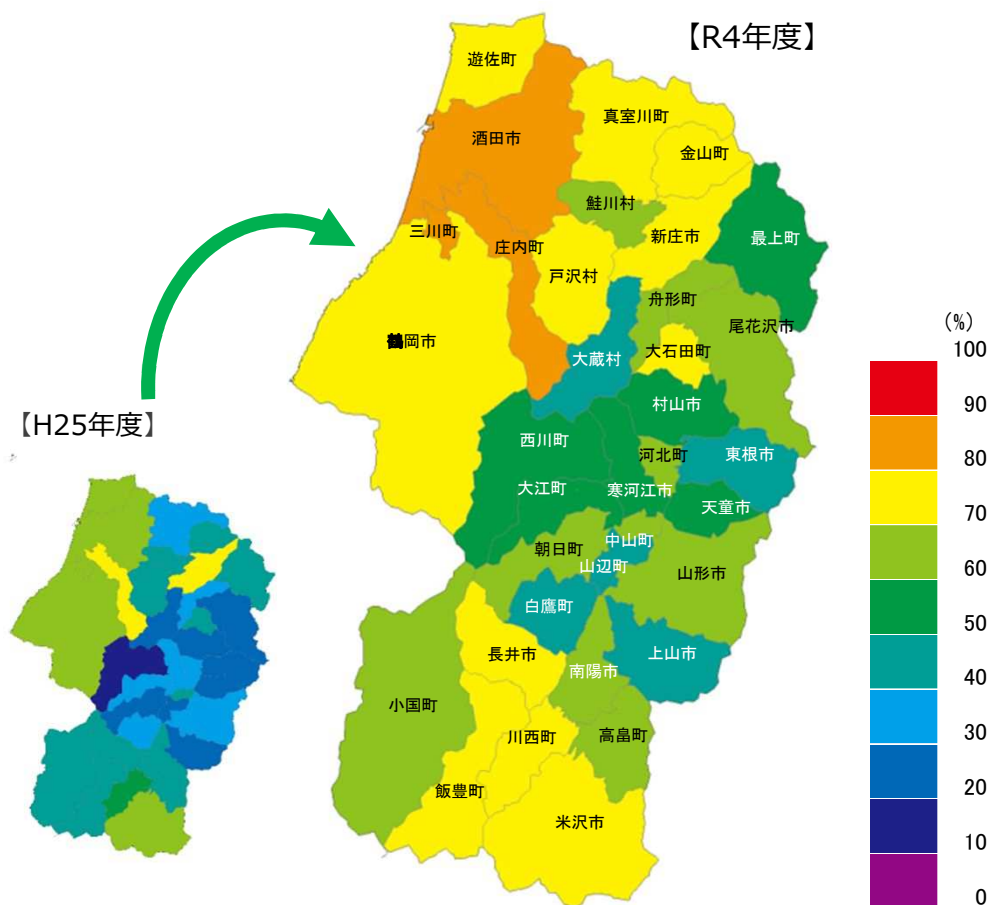 【R4年度】
遊佐町
真室川町
酒田市
金山町
鮭川村
三川町
庄内町
新庄市
最上町
戸沢村
舟形町
尾花沢市
鶴岡市
大石田町
大蔵村
(%)
100
90
80
70
60
50
40
30
20
10
0
【H25年度】
村山市
西川町
河北町
東根市
大江町
寒河江市
天童市
朝日町
中山町
山辺町
山形市
白鷹町
長井市
南陽市
上山市
小国町
川西町
高畠町
飯豊町
米沢市